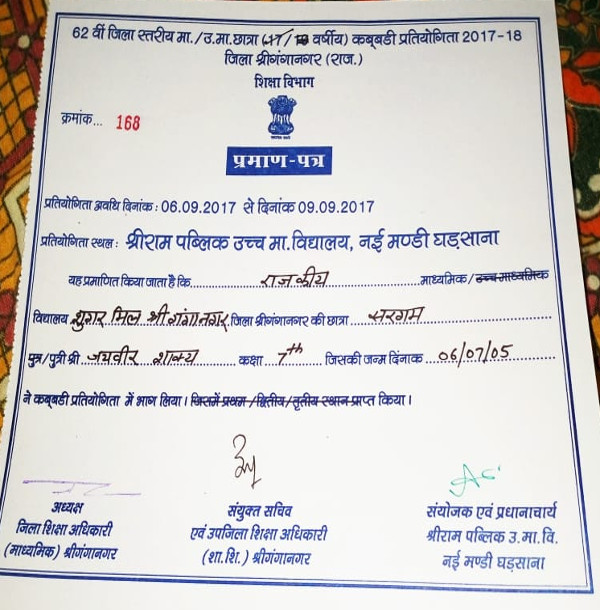 62 वीं जिला स्तरीय मा./उ.मा.छात्रा (17/19 वर्षीय) कबड्डी प्रतियोगिता 2017-18
जिला श्रीगंगानगर (राज.)
शिक्षा विभाग
क्रमांक... 168
प्रमाण-पत्र
प्रतियोगिता अवधि दिनांक : 06.09.2017 से दिनांक 09.09.2017
प्रतियोगिता स्थल : श्रीराम पब्लिक उच्च मा.विद्यालय, नई मण्डी घड़साना
यह प्रमाणित किया जाता है कि राजकीय माध्यमिक/उच्च माध्यमिक
विद्यालय शुगर मिल श्री गंगानगर जिला श्रीगंगानगर की छात्रा सरगम
पुत्र/पुत्री श्री जयवीर शाक्य कक्षा 7th जिसकी जन्म दिनांक 06/07/05
ने कबड्डी प्रतियोगिता में भाग लिया। जिसमें प्रथम/द्वितीय/तृतीय स्थान प्राप्त किया।
अध्यक्ष
जिला शिक्षा अधिकारी
(माध्यमिक) श्रीगंगानगर
संयुक्त सचिव
एवं उपजिला शिक्षा अधिकारी
(शा.शि.) श्रीगंगानगर
संयोजक एवं प्रधानाचार्य
श्रीराम पब्लिक उ.मा.वि.
नई मण्डी घड़साना